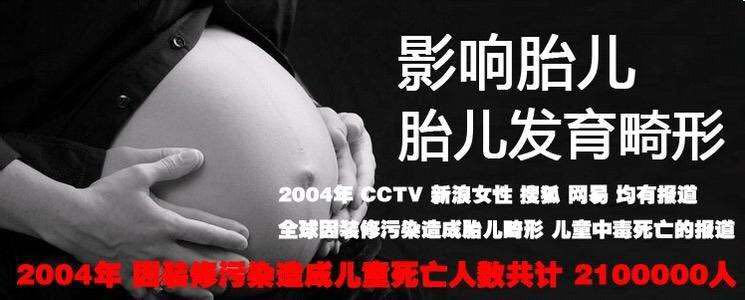 影响胎儿
胎儿发育畸形
2004年 CCTV 新浪女性 搜狐 网易 均有报道
全球因装修污染造成胎儿畸形 儿童中毒死亡的报道
2004年 因装修污染造成儿童死亡人数共计 2100000人